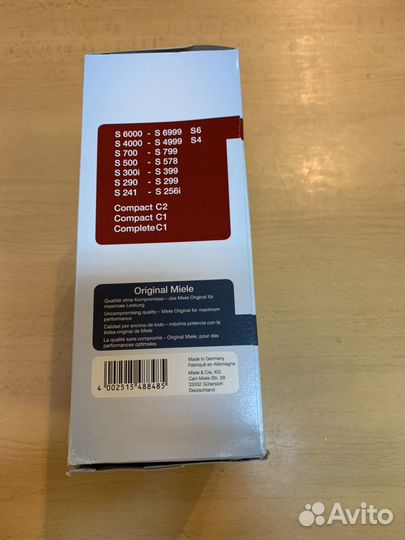 S 6000 - S 6999 S6
S 4000 - S 4999 S4
S 700 - S 799
S 500 - S 578
S 300i - S 399
S 290 - S 299
S 241 - S 256i
Compact C2
Compact C1
Complete C1
Original Miele
Qualität ohne Kompromisse – das Miele Original für
maximale Leistung
Uncompromising quality – Miele Original for maximum
performance
Calidad por encima de todo – máxima potencia con la
bolsa original de Miele
La qualité sans compromis – Original Miele, pour des
performances optimales
4 002515 488485
Made in Germany
Fabriqué en Allemagne
Miele & Cie. KG
Carl-Miele-Str. 29
33332 Gütersloh
Deutschland
Avito